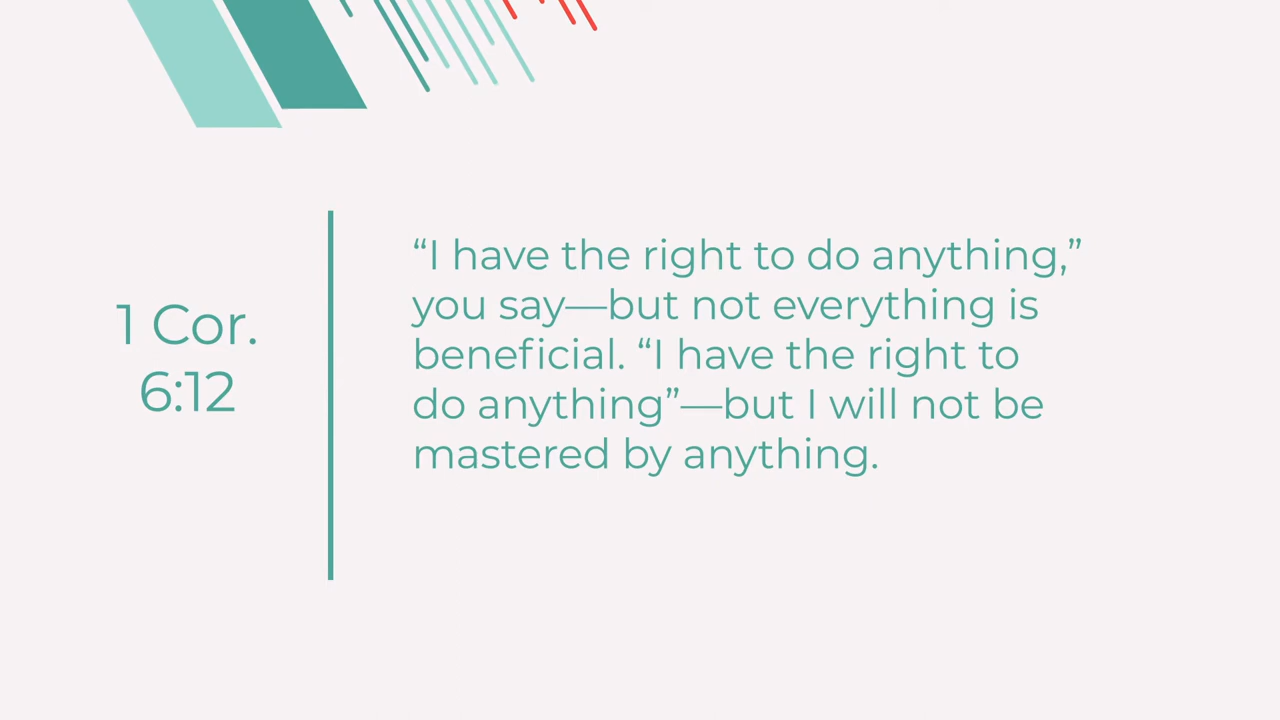 1 Cor.
6:12
“I have the right to do anything,”
you say—but not everything is
beneficial. “I have the right to
do anything”—but I will not be
mastered by anything.